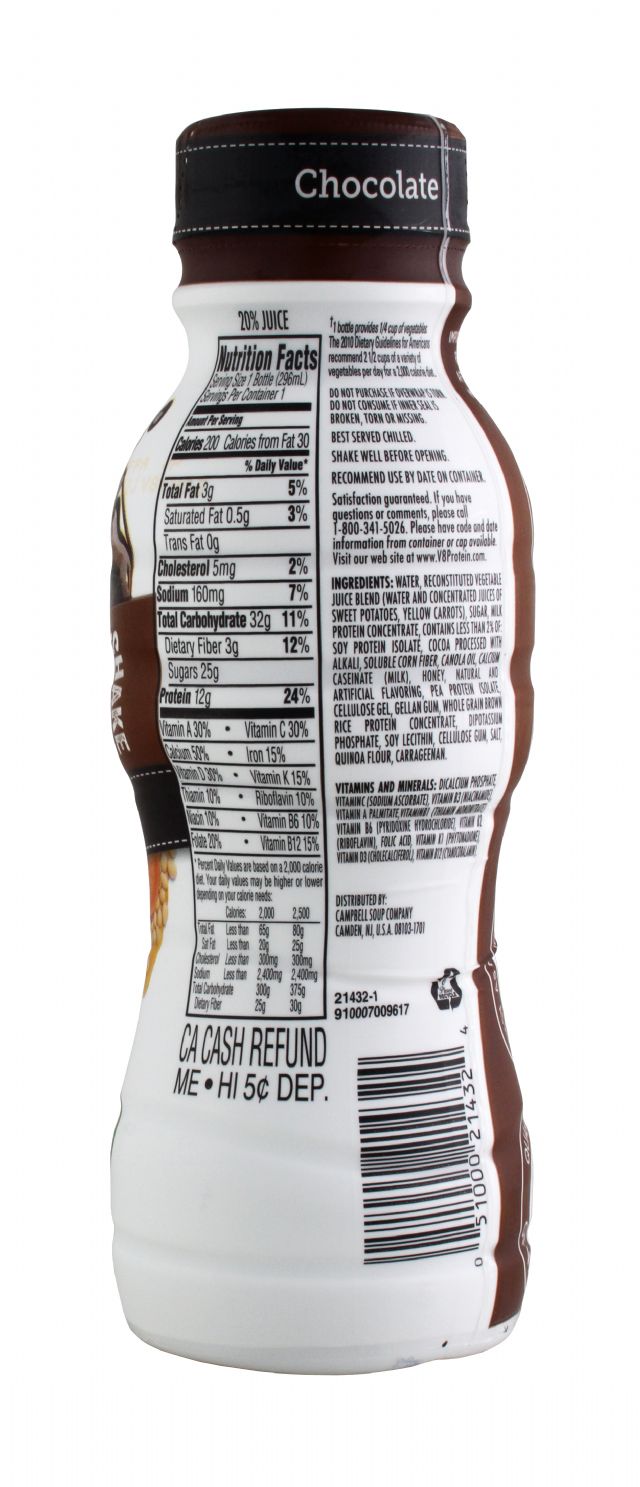 Chocolate
20% JUICE
Nutrition Facts
Serving Size 1 Bottle (296mL)
Servings Per Container 1
Amount Per Serving
Calories 200 Calories from Fat 30
% Daily Value*
Total Fat 3g 5%
Saturated Fat 0.5g 3%
Trans Fat 0g
Cholesterol 5mg 2%
Sodium 160mg 7%
Total Carbohydrate 32g 11%
Dietary Fiber 3g 12%
Sugars 25g
Protein 12g 24%
Vitamin A 30% • Vitamin C 30%
Calcium 50% • Iron 15%
Vitamin D 30% • Vitamin K 15%
Thiamin 10% • Riboflavin 10%
Niacin 10% • Vitamin B6 10%
Folate 20% • Vitamin B12 15%
*Percent Daily Values are based on a 2,000 calorie
diet. Your daily values may be higher or lower
depending on your calorie needs:
Calories: 2,000 2,500
Total Fat Less than 65g 80g
Sat Fat Less than 20g 25g
Cholesterol Less than 300mg 300mg
Sodium Less than 2,400mg 2,400mg
Total Carbohydrate 300g 375g
Dietary Fiber 25g 30g
CA CASH REFUND
ME • HI 5¢ DEP.
†1 bottle provides 1/4 cup of vegetables
The 2010 Dietary Guidelines for Americans
recommend 2 1/2 cups of a variety of
vegetables per day for a 2,000 calorie diet.
DO NOT PURCHASE IF OVERWRAP IS TORN.
DO NOT CONSUME IF INNER SEAL IS
BROKEN, TORN OR MISSING.
BEST SERVED CHILLED.
SHAKE WELL BEFORE OPENING.
RECOMMEND USE BY DATE ON CONTAINER.
Satisfaction guaranteed. If you have
questions or comments, please call
1-800-341-5026. Please have code and date
information from container or cap available.
Visit our web site at www.V8Protein.com.
INGREDIENTS: WATER, RECONSTITUTED VEGETABLE
JUICE BLEND (WATER AND CONCENTRATED JUICES OF
SWEET POTATOES, YELLOW CARROTS), SUGAR, MILK
PROTEIN CONCENTRATE, CONTAINS LESS THAN 2% OF:
SOY PROTEIN ISOLATE, COCOA PROCESSED WITH
ALKALI, SOLUBLE CORN FIBER, CANOLA OIL, CALCIUM
CASEINATE (MILK), HONEY, NATURAL AND
ARTIFICIAL FLAVORING, PEA PROTEIN ISOLATE,
CELLULOSE GEL, GELLAN GUM, WHOLE GRAIN BROWN
RICE PROTEIN CONCENTRATE, DIPOTASSIUM
PHOSPHATE, SOY LECITHIN, CELLULOSE GUM, SALT,
QUINOA FLOUR, CARRAGEENAN.
VITAMINS AND MINERALS: DICALCIUM PHOSPHATE,
VITAMIN C (SODIUM ASCORBATE), VITAMIN B3 (NIACINAMIDE),
VITAMIN A PALMITATE, VITAMIN B1 (THIAMIN MONONITRATE),
VITAMIN B6 (PYRIDOXINE HYDROCHLORIDE), VITAMIN B2
(RIBOFLAVIN), FOLIC ACID, VITAMIN K1 (PHYTONADIONE),
VITAMIN D3 (CHOLECALCIFEROL), VITAMIN B12 (CYANOCOBALAMIN).
DISTRIBUTED BY:
CAMPBELL SOUP COMPANY
CAMDEN, NJ, U.S.A. 08103-1701
21432-1
910007009617
0 51000 21432 4
SHAKE